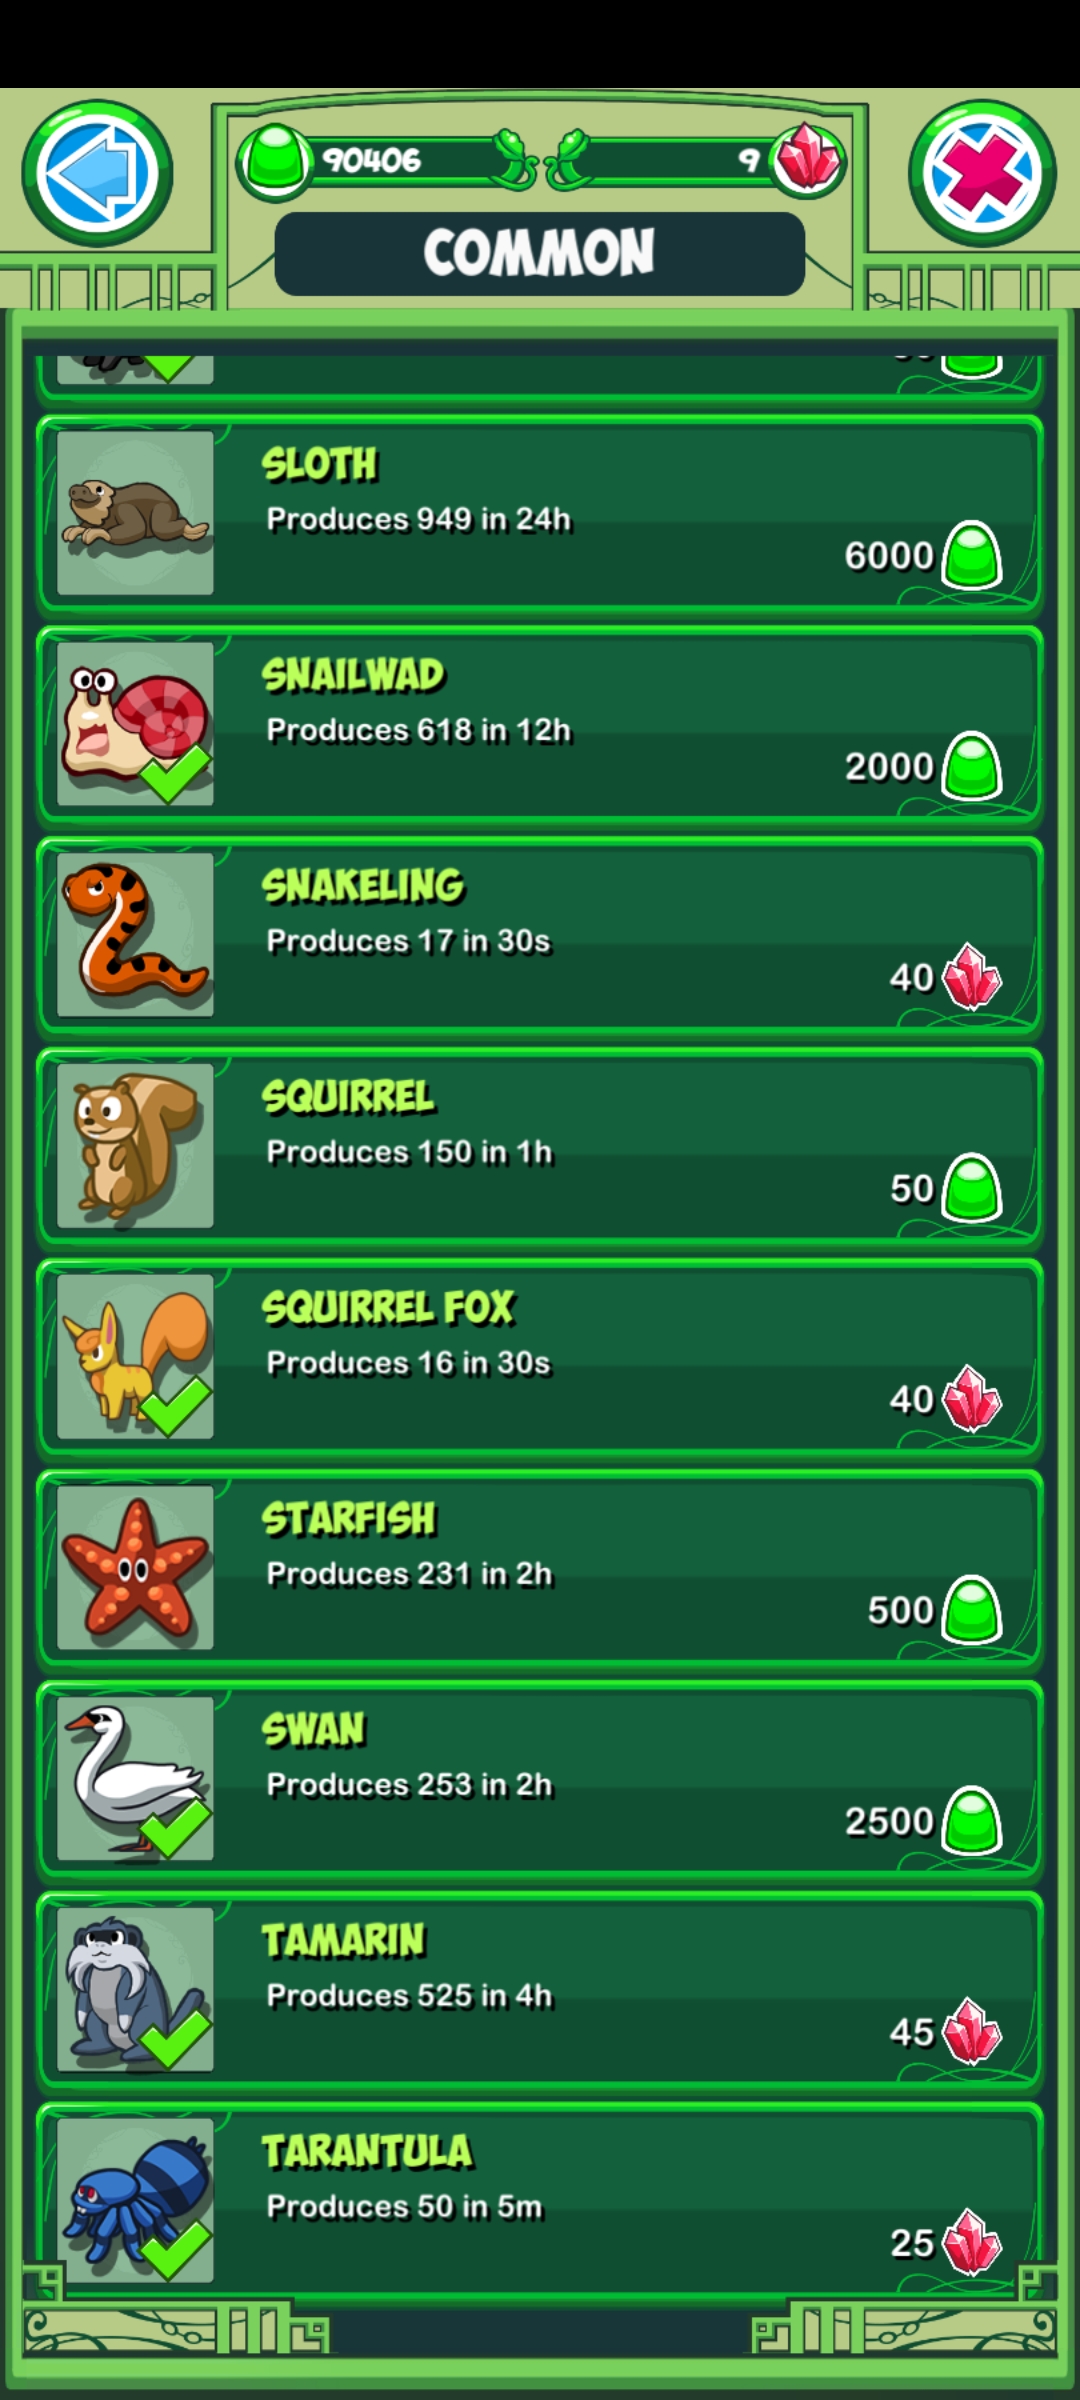 90406
9
COMMON
SLOTH
Produces 949 in 24h
6000
SNAILWAD
Produces 618 in 12h
2000
SNAKELING
Produces 17 in 30s
40
SQUIRREL
Produces 150 in 1h
50
SQUIRREL FOX
Produces 16 in 30s
40
STARFISH
Produces 231 in 2h
500
SWAN
Produces 253 in 2h
2500
TAMARIN
Produces 525 in 4h
45
TARANTULA
Produces 50 in 5m
25